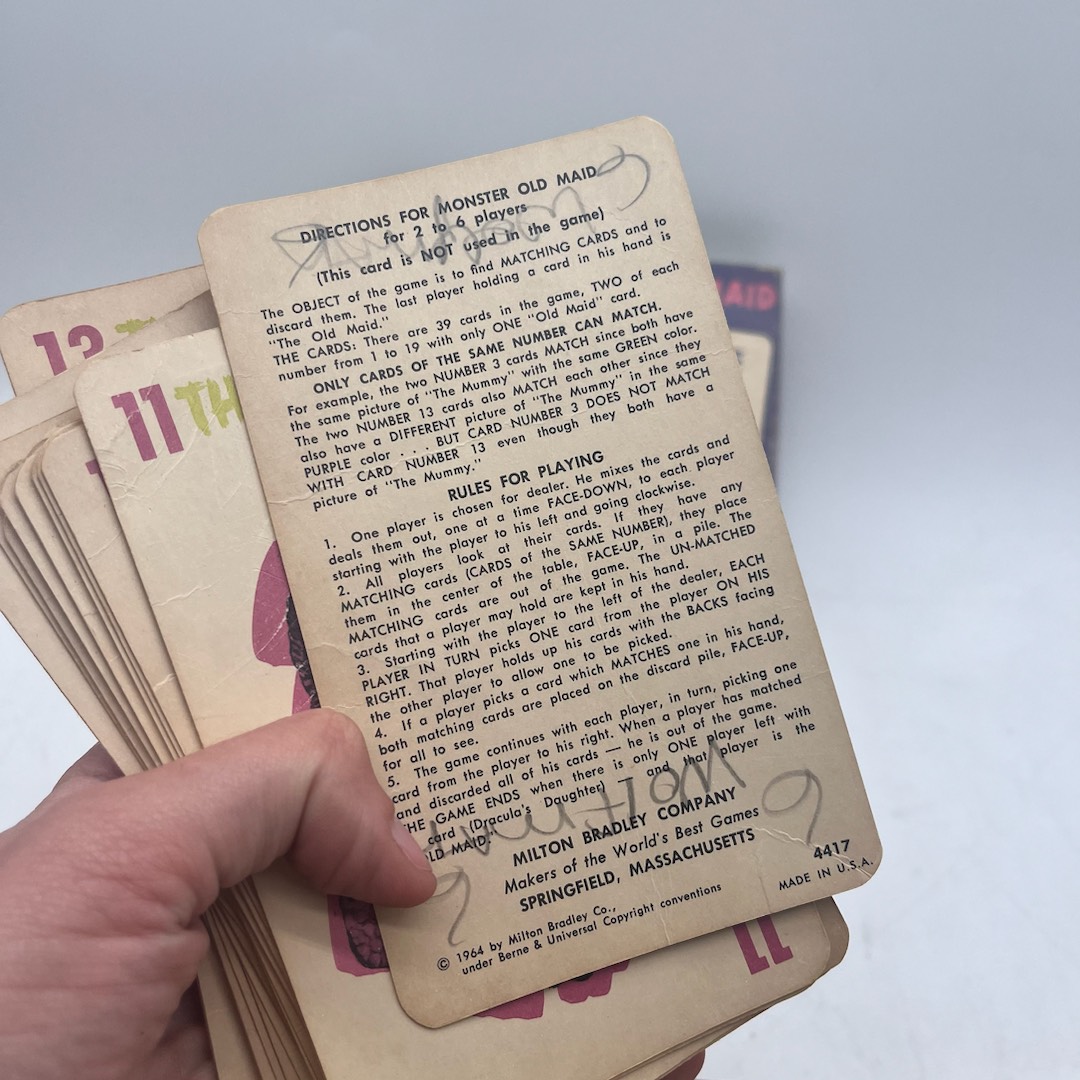 MAID
13
11 TH
DIRECTIONS FOR MONSTER OLD MAID
for 2 to 6 players
(This card is NOT used in the game)
The OBJECT of the game is to find MATCHING CARDS and to
discard them. The last player holding a card in his hand is
"The Old Maid."
THE CARDS: There are 39 cards in the game, TWO of each
number from 1 to 19 with only ONE "Old Maid" card.
ONLY CARDS OF THE SAME NUMBER CAN MATCH.
For example, the two NUMBER 3 cards MATCH since both have
the same picture of "The Mummy" with the same GREEN color.
The two NUMBER 13 cards also MATCH each other since they
also have a DIFFERENT picture of "The Mummy" in the same
PURPLE color . . . BUT CARD NUMBER 3 DOES NOT MATCH
WITH CARD NUMBER 13 even though they both have a
picture of "The Mummy."
RULES FOR PLAYING
1. One player is chosen for dealer. He mixes the cards and
deals them out, one at a time FACE-DOWN, to each player
starting with the player to his left and going clockwise.
2. All players look at their cards. If they have any
MATCHING cards (CARDS OF THE SAME NUMBER), they place
them in the center of the table, FACE-UP, in a pile. The
MATCHING cards are out of the game. The UN-MATCHED
cards that a player may hold are kept in his hand.
3. Starting with the player to the left of the dealer, EACH
PLAYER IN TURN picks ONE card from the player ON HIS
RIGHT. That player holds up his cards with the BACKS facing
the other player to allow one to be picked.
4. If a player picks a card which MATCHES one in his hand,
both matching cards are placed on the discard pile, FACE-UP,
for all to see.
5. The game continues with each player, in turn, picking one
card from the player to his right. When a player has matched
and discarded all of his cards — he is out of the game.
THE GAME ENDS when there is only ONE player left with
card (Dracula's Daughter) — and that player is the
OLD MAID."
6 Wolfman 6
MILTON BRADLEY COMPANY
Makers of the World's Best Games
SPRINGFIELD, MASSACHUSETTS
4417
MADE IN U.S.A.
© 1964 by Milton Bradley Co.,
under Berne & Universal Copyright conventions
11